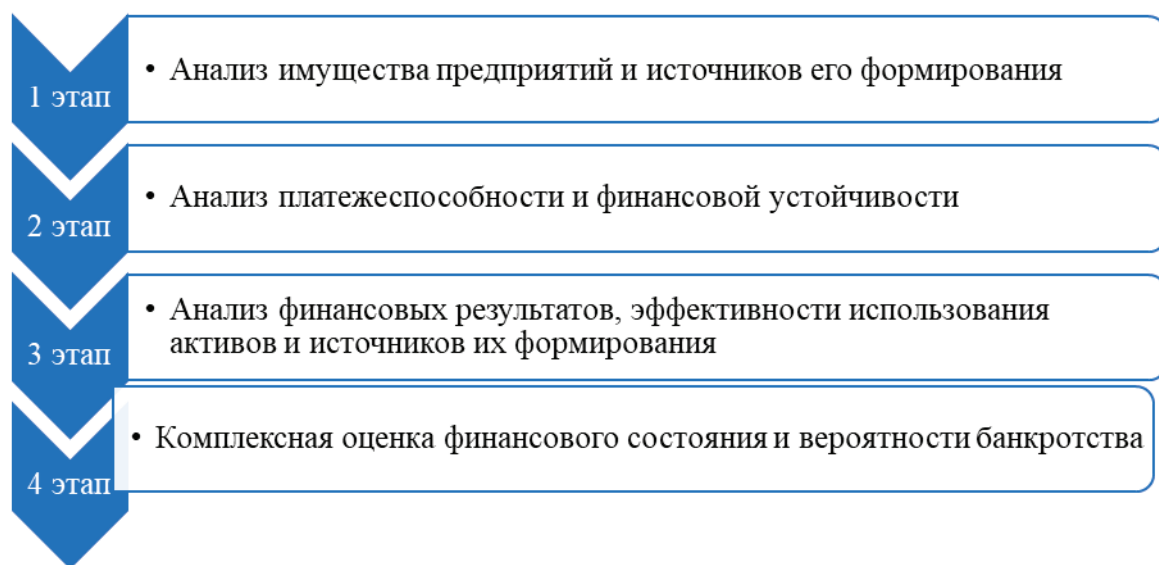 1 этап
• Анализ имущества предприятий и источников его формирования
2 этап
• Анализ платежеспособности и финансовой устойчивости
3 этап
• Анализ финансовых результатов, эффективности использования
активов и источников их формирования
4 этап
• Комплексная оценка финансового состояния и вероятности банкротства